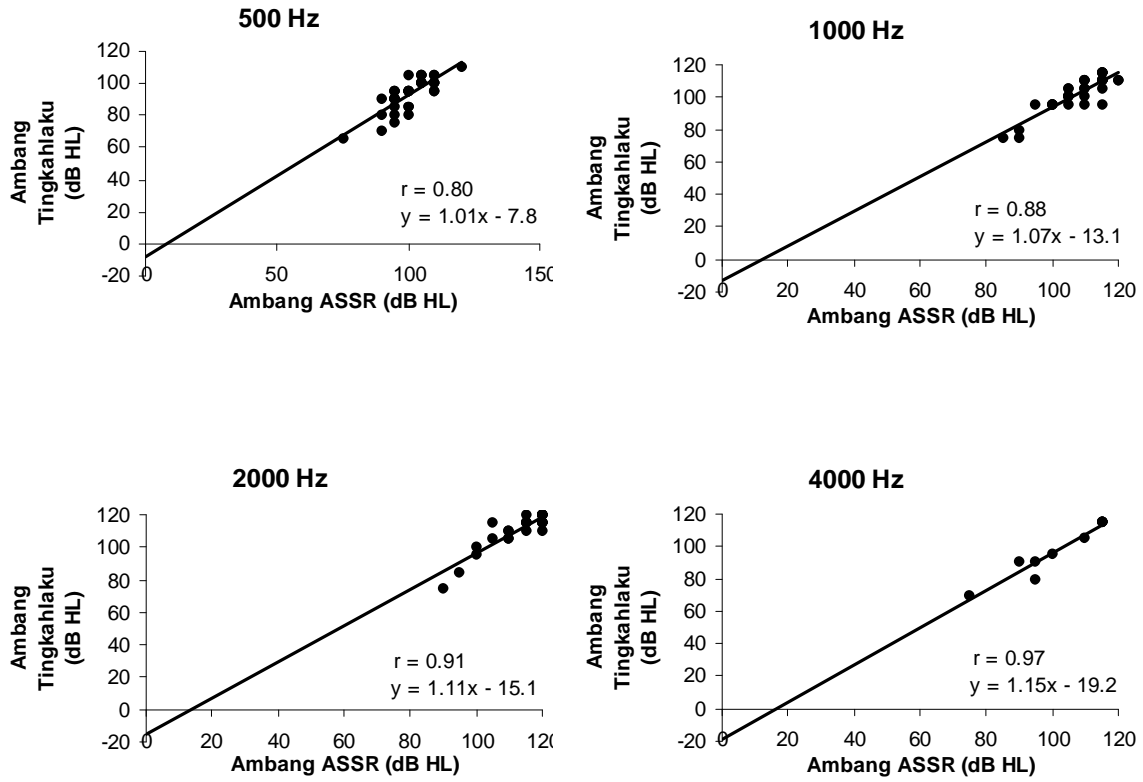 500 Hz
120
100
80
60
40
20
0
-20
0
50
100
150
Ambang
Tingkahlaku
(dB HL)
Ambang ASSR (dB HL)
r = 0.80
y = 1.01x - 7.8
1000 Hz
120
100
80
60
40
20
0
-20
0
20
40
60
80
100
120
Ambang
Tingkahlaku
(dB HL)
Ambang ASSR (dB HL)
r = 0.88
y = 1.07x - 13.1
2000 Hz
120
100
80
60
40
20
0
-20
0
20
40
60
80
100
120
Ambang
Tingkahlaku
(dB HL)
Ambang ASSR (dB HL)
r = 0.91
y = 1.11x - 15.1
4000 Hz
120
100
80
60
40
20
0
-20
0
20
40
60
80
100
120
Ambang
Tingkahlaku
(dB HL)
Ambang ASSR (dB HL)
r = 0.97
y = 1.15x - 19.2